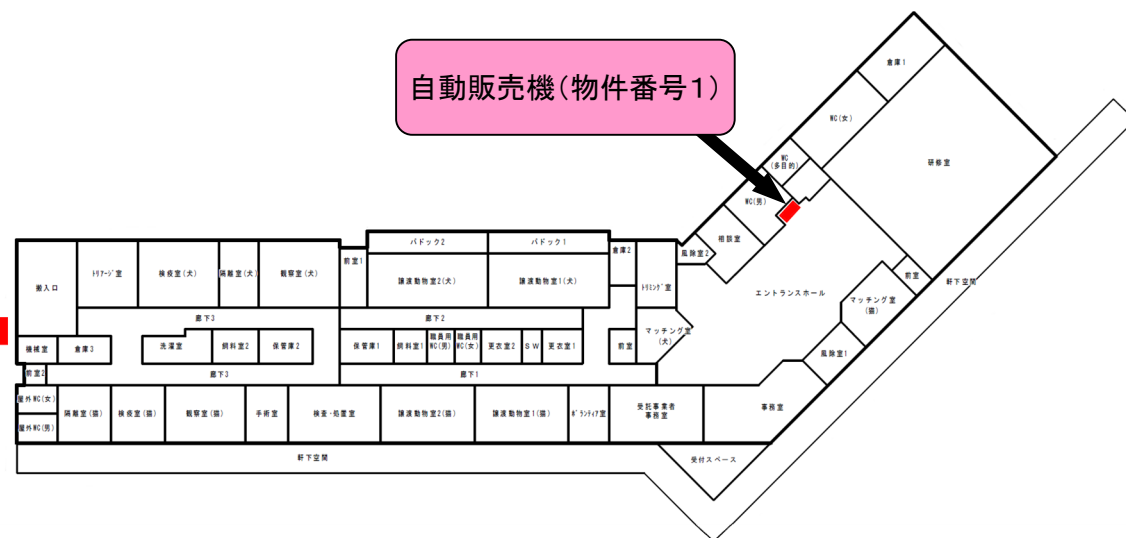 自動販売機(物件番号1)
倉庫1
WC(女)
研修室
WC
(多目的)
WC(男)
相談室
風除室2
エントランスホール
前室
マッチング室
(猫)
軒下空間
風除室1
事務室
受付スペース
パドック2
パドック1
倉庫2
前室1
譲渡動物室2(犬)
譲渡動物室1(犬)
トリミング室
搬入口
トリアージ室
検疫室(犬)
隔離室(犬)
観察室(犬)
廊下3
廊下2
マッチング室
(犬)
機械室
倉庫3
洗濯室
飼料室2
保管庫2
保管庫1
飼料室1
職員用
WC(男)
職員用
WC(女)
更衣室2
SW
更衣室1
前室
前室2
廊下3
廊下1
屋外WC(女)
屋外WC(男)
隔離室(猫)
検疫室(猫)
観察室(猫)
手術室
検査・処置室
譲渡動物室2(猫)
譲渡動物室1(猫)
ボランティア室
受託事業者
事務室
軒下空間